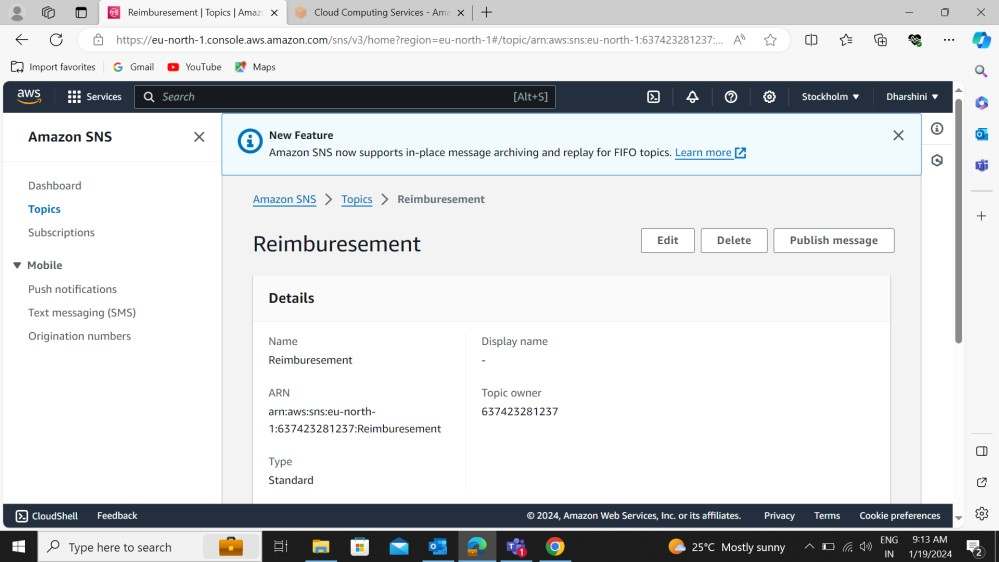 Reimburesement | Topics | Amaz
Cloud Computing Services - Ama
https://eu-north-1.console.aws.amazon.com/sns/v3/home?region=eu-north-1#/topic/arn:aws:sns:eu-north-1:637423281237:...
Import favorites
Gmail
YouTube
Maps
aws
Services
Search
[Alt+S]
Stockholm
Dharshini
Amazon SNS
Dashboard
Topics
Subscriptions
Mobile
Push notifications
Text messaging (SMS)
Origination numbers
New Feature
Amazon SNS now supports in-place message archiving and replay for FIFO topics. Learn more
Amazon SNS
Topics
Reimburesement
Reimburesement
Edit
Delete
Publish message
Details
Name
Reimburesement
ARN
arn:aws:sns:eu-north-
1:637423281237:Reimburesement
Type
Standard
Display name
-
Topic owner
637423281237
CloudShell
Feedback
© 2024, Amazon Web Services, Inc. or its affiliates.
Privacy
Terms
Cookie preferences
Type here to search
25°C Mostly sunny
ENG
IN
9:13 AM
1/19/2024
2